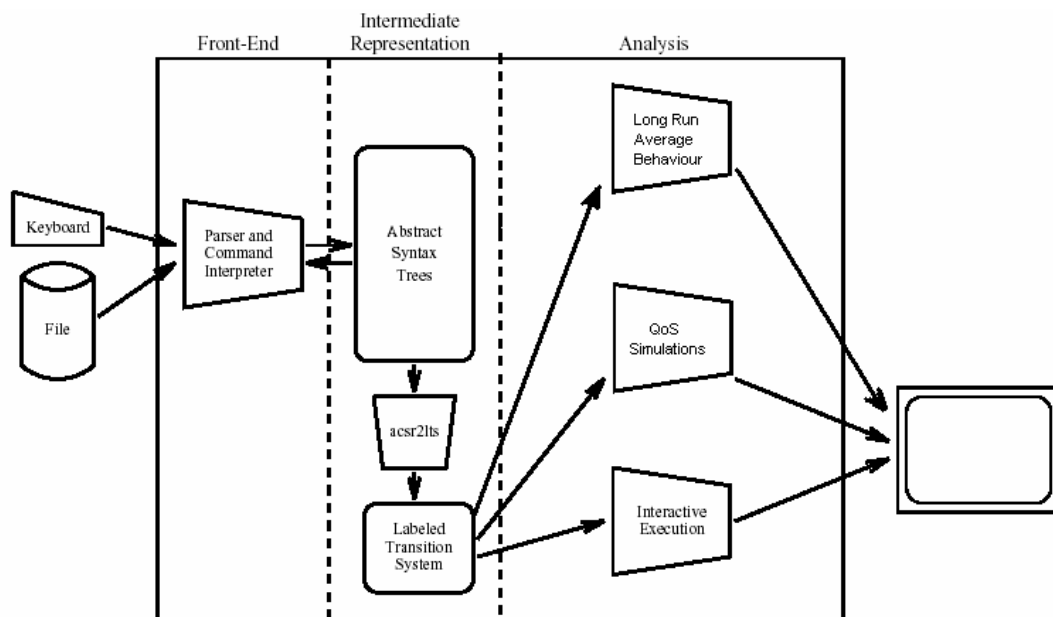 Front-End
Intermediate
Representation
Analysis
Keyboard
File
Parser and
Command
Interpreter
Abstract
Syntax
Trees
acsr2lts
Labeled
Transition
System
Long Run
Average
Behaviour
QoS
Simulations
Interactive
Execution